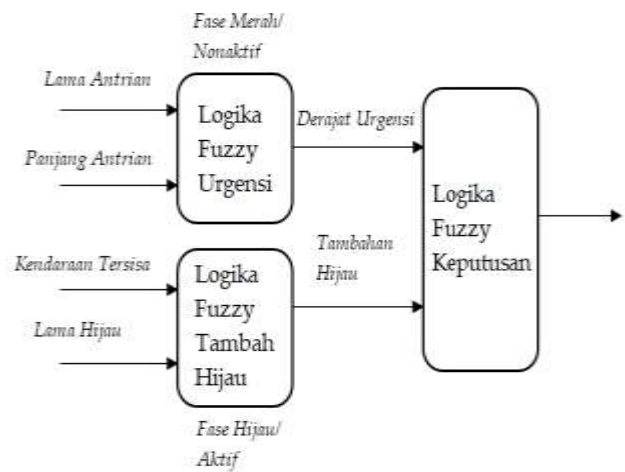 Fase Merah/
Nonaktif
Lama Antrian
Panjang Antrian
Logika
Fuzzy
Urgensi
Derajat Urgensi
Kendaraan Tersisa
Lama Hijau
Logika
Fuzzy
Tambah
Hijau
Tambahan
Hijau
Fase Hijau/
Aktif
Logika
Fuzzy
Keputusan